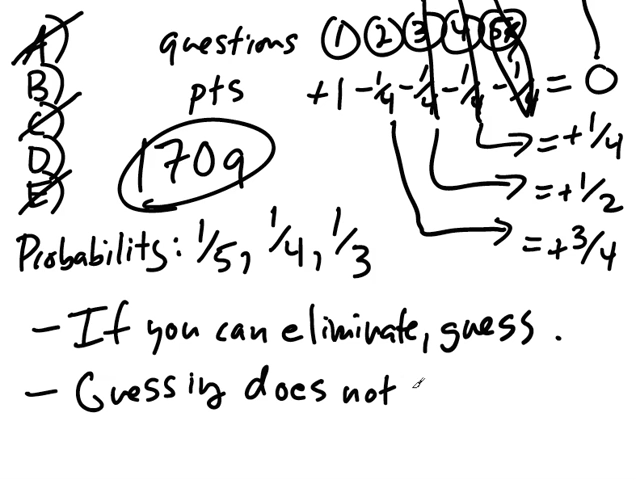 A)
questions 1 2 3 4 5
B)
pts +1 -1/4 -1/4 -1/4 -1/4 = 0
C)
= +1/4
D)
170q
= +1/2
E)
= +3/4
Probabilits: 1/5, 1/4, 1/3
- If you can eliminate, guess.
- Guessing does not